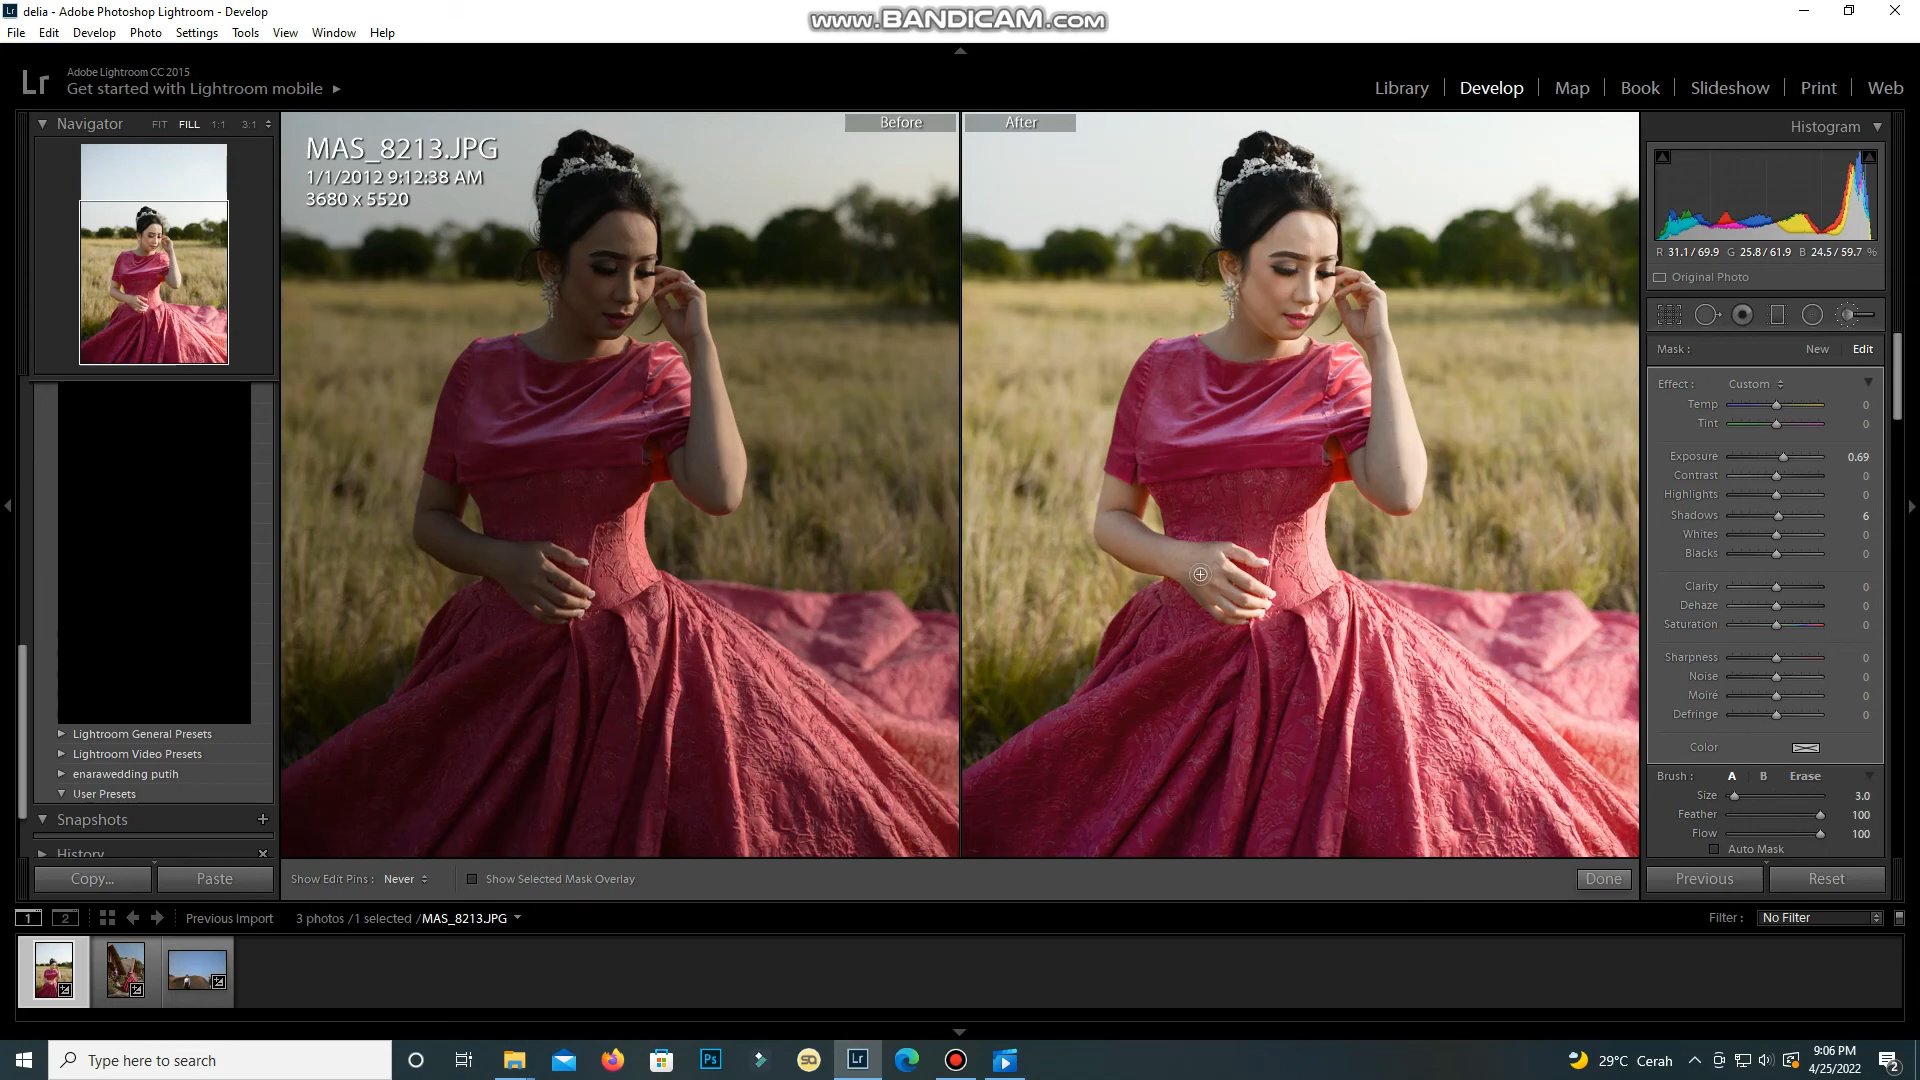 delia - Adobe Photoshop Lightroom - Develop
www.BANDICAM.com
File Edit Develop Photo Settings Tools View Window Help
Lr
Adobe Lightroom CC 2015
Get started with Lightroom mobile
Library Develop Map Book Slideshow Print Web
Navigator FIT FILL 1:1 3:1
Before After
Histogram
MAS_8213.JPG
1/1/2012 9:12:38 AM
3680 x 5520
R 31.1 / 69.9 G 25.8 / 61.9 B 24.5 / 59.7 %
Original Photo
Mask : New Edit
Effect : Custom
Temp 0
Tint 0
Exposure 0.69
Contrast 0
Highlights 0
Shadows 6
Whites 0
Blacks 0
Clarity 0
Dehaze 0
Saturation 0
Sharpness 0
Noise 0
Moiré 0
Defringe 0
Color
Brush : A B Erase
Size 3.0
Feather 100
Flow 100
Auto Mask
Lightroom General Presets
Lightroom Video Presets
enarawedding putih
User Presets
Snapshots
History
Copy... Paste
Show Edit Pins : Never Show Selected Mask Overlay Done
Previous Reset
1 2 Previous Import 3 photos / 1 selected / MAS_8213.JPG Filter : No Filter
Type here to search
Ps
Lr
29°C Cerah
9:06 PM
4/25/2022
2